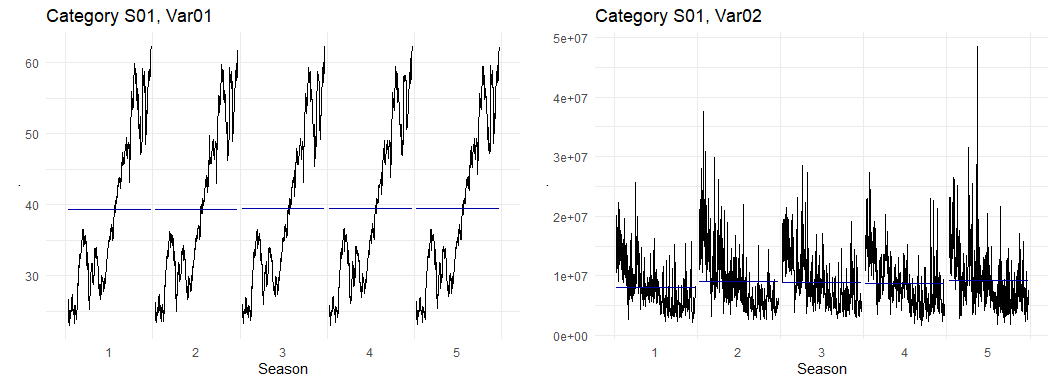 Category S01, Var01
60
50
40
30
1 2 3 4 5
Season
Category S01, Var02
5e+07
4e+07
3e+07
2e+07
1e+07
0e+00
1 2 3 4 5
Season